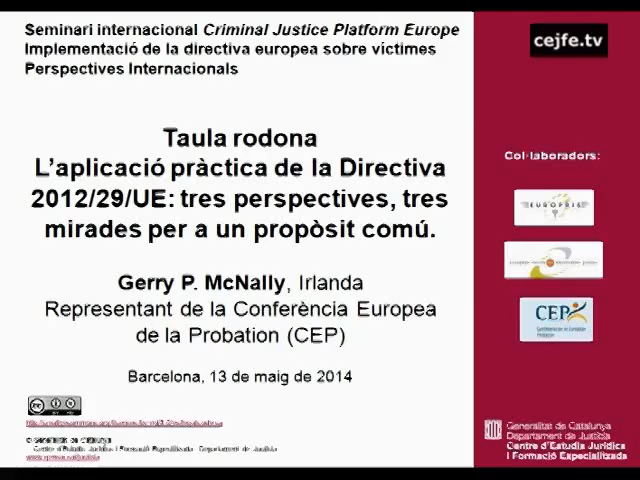 Seminari internacional Criminal Justice Platform Europe
Implementació de la directiva europea sobre víctimes
Perspectives Internacionals
cejfe.tv
Taula rodona
L'aplicació pràctica de la Directiva
2012/29/UE: tres perspectives, tres
mirades per a un propòsit comú.
Gerry P. McNally, Irlanda
Representant de la Conferència Europea
de la Probation (CEP)
Barcelona, 13 de maig de 2014
Col·laboradors:
EUROPRIS
CEP
Generalitat de Catalunya
Departament de Justícia
Centre d'Estudis Jurídics
i Formació Especialitzada